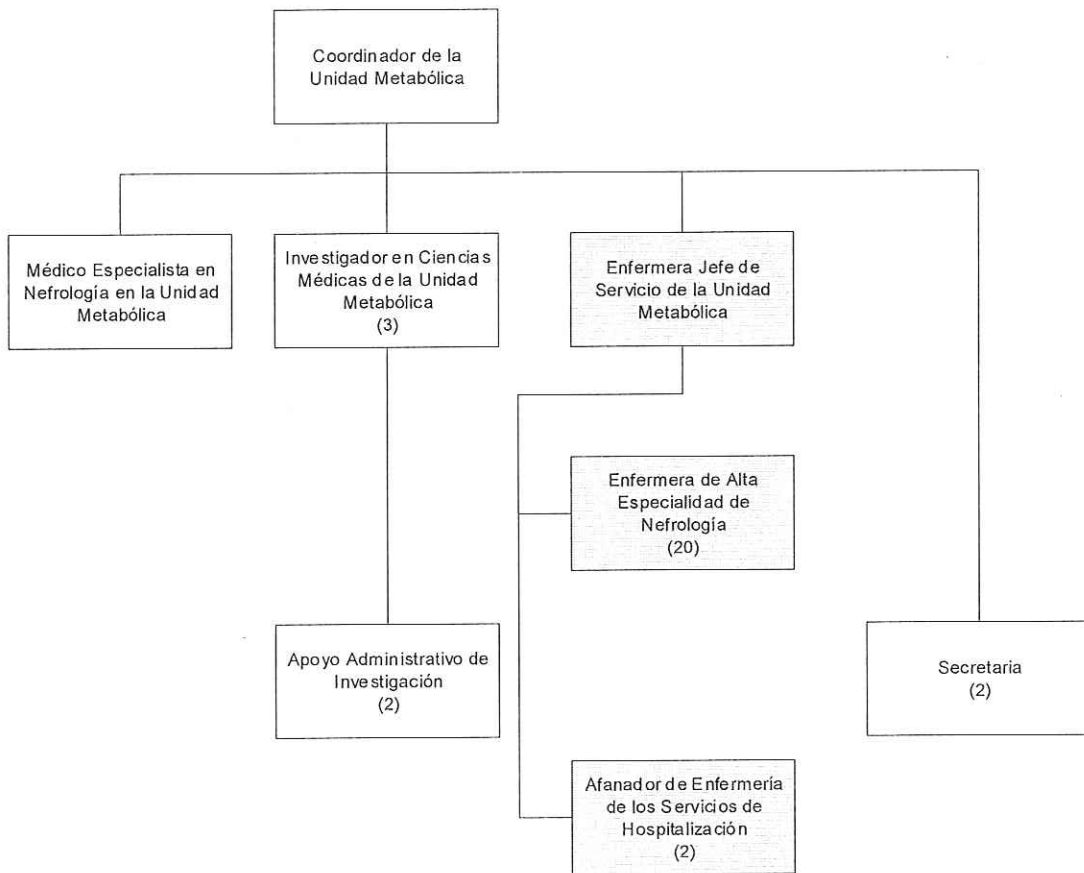 Coordinador de la
Unidad Metabólica
Médico Especialista en
Nefrología en la Unidad
Metabólica
Investigador en Ciencias
Médicas de la Unidad
Metabólica
(3)
Enfermera Jefe de
Servicio de la Unidad
Metabólica
Enfermera de Alta
Especialidad de
Nefrología
(20)
Apoyo Administrativo de
Investigación
(2)
Secretaria
(2)
Afanador de Enfermería
de los Servicios de
Hospitalización
(2)